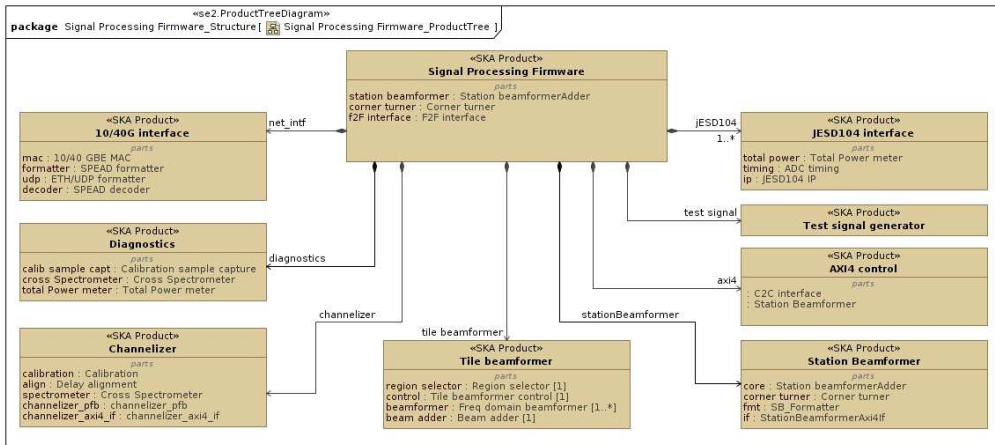 «se2.ProductTreeDiagram»
package Signal Processing Firmware_Structure[ Signal Processing Firmware_ProductTree ]
«SKA Product»
Signal Processing Firmware
parts
station beamformer : Station beamformerAdder
corner turner : Corner turner
f2F interface : F2F interface
net_intf
jESD104
1..*
«SKA Product»
10/40G interface
parts
mac : 10/40 GBE MAC
formatter : SPEAD formatter
udp : ETH/UDP formatter
decoder : SPEAD decoder
«SKA Product»
JESD104 interface
parts
total power : Total Power meter
timing : ADC timing
ip : JESD104 IP
test signal
«SKA Product»
Test signal generator
«SKA Product»
Diagnostics
parts
calib sample capt : Calibration sample capture
cross Spectrometer : Cross Spectrometer
total Power meter : Total Power meter
diagnostics
axi4
«SKA Product»
AXI4 control
parts
: C2C interface
: Station Beamformer
channelizer
stationBeamformer
tile beamformer
«SKA Product»
Channelizer
parts
calibration : Calibration
align : Delay alignment
spectrometer : Cross Spectrometer
channelizer_pfb : channelizer_pfb
channelizer_axi4_if : channelizer_axi4_if
«SKA Product»
Tile beamformer
parts
region selector : Region selector [1]
control : Tile beamformer control [1]
beamformer : Freq domain beamformer [1..*]
beam adder : Beam adder [1]
«SKA Product»
Station Beamformer
parts
core : Station beamformerAdder
corner turner : Corner turner
fmt : SB_Formatter
if : StationBeamformerAxi4If